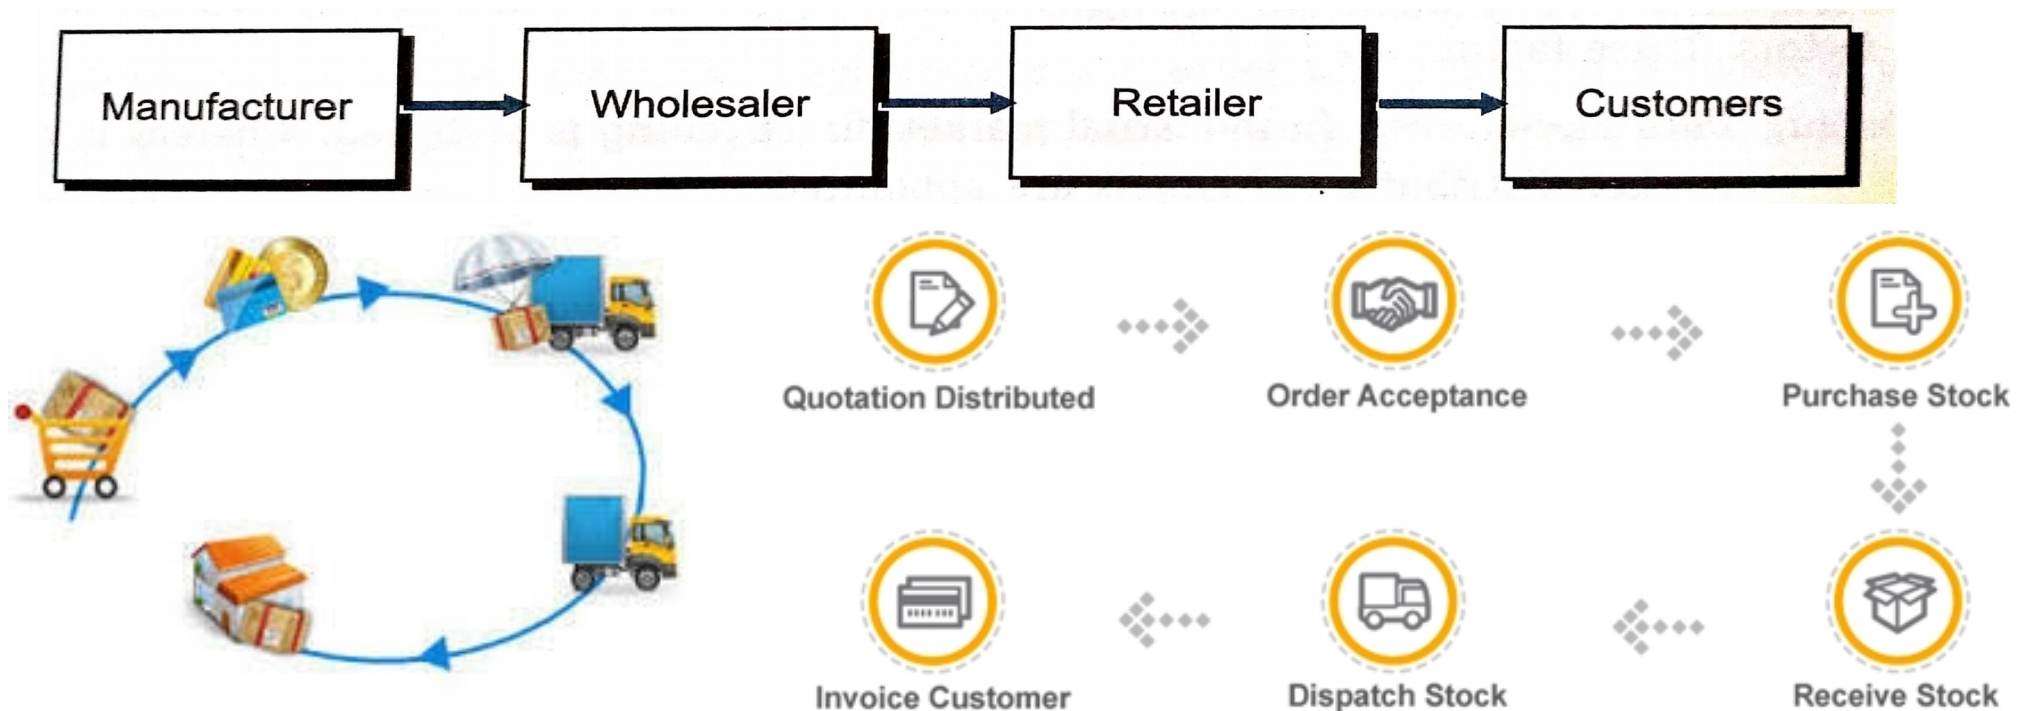 Manufacturer
Wholesaler
Retailer
Customers
Quotation Distributed
Order Acceptance
Purchase Stock
Invoice Customer
Dispatch Stock
Receive Stock